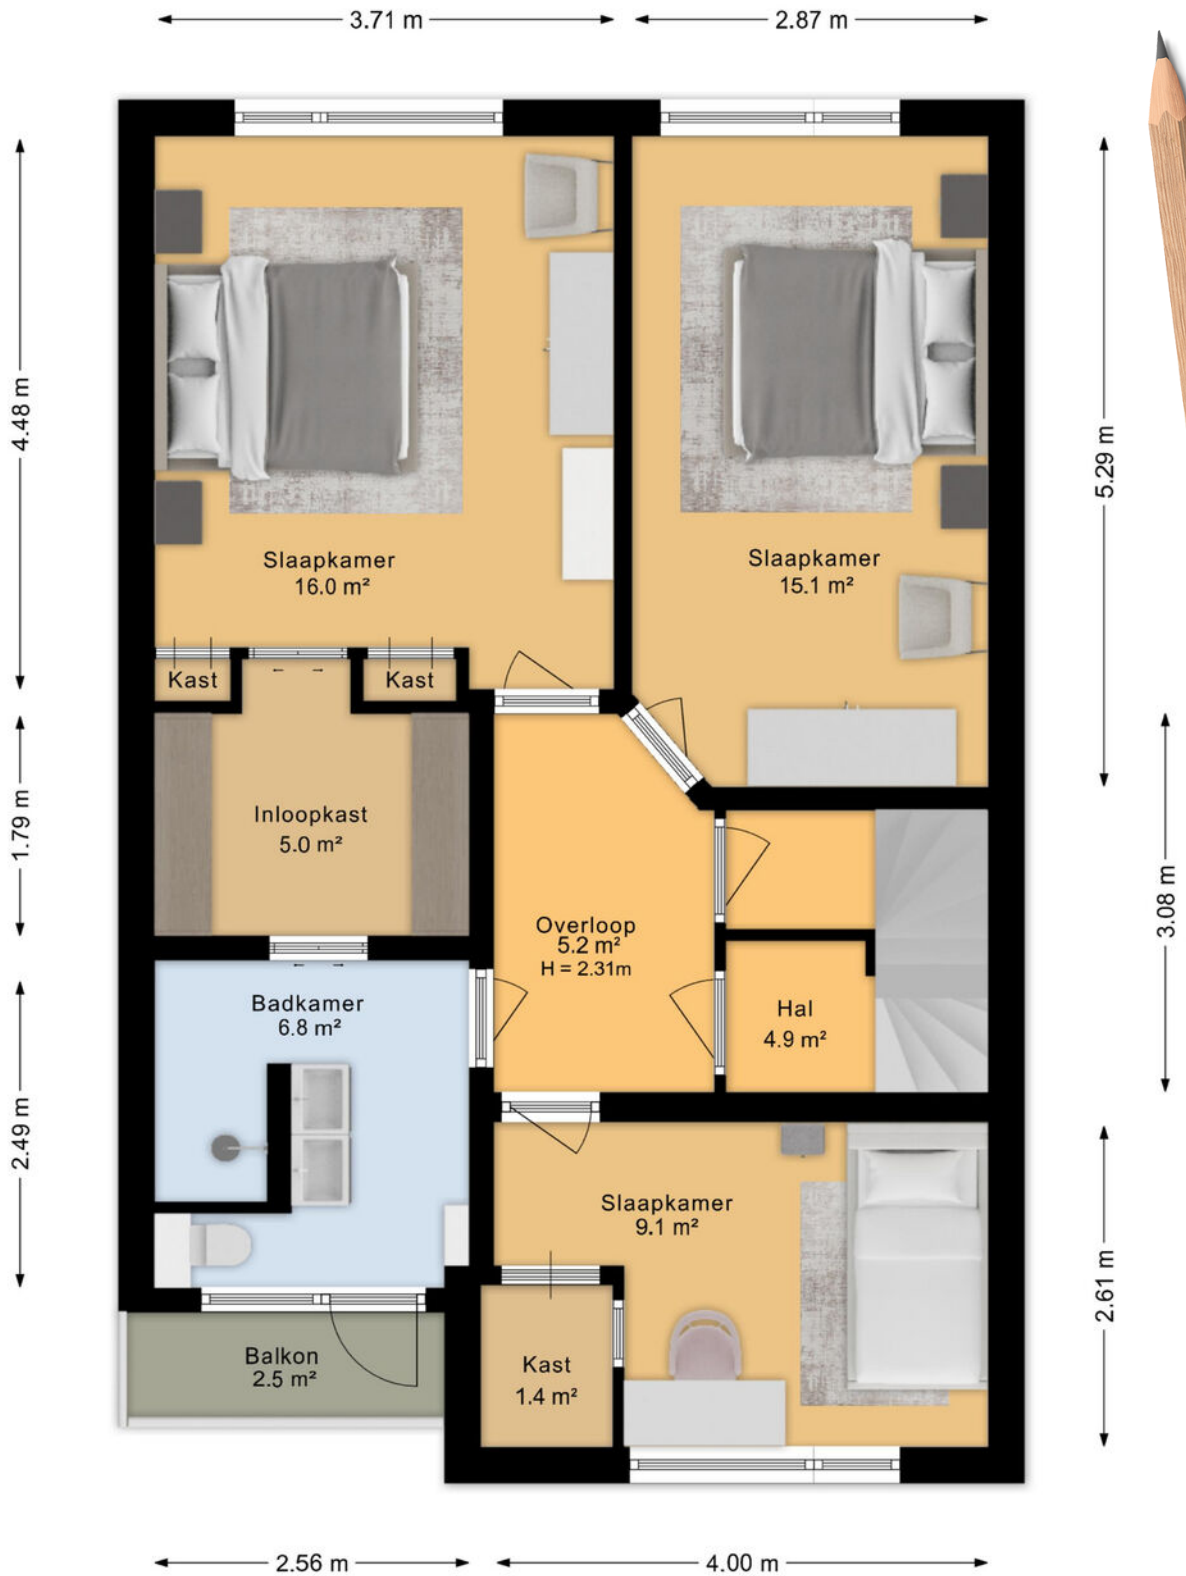 3.71 m
2.87 m
4.48 m
5.29 m
Slaapkamer
16.0 m²
Slaapkamer
15.1 m²
Kast
Kast
1.79 m
Inloopkast
5.0 m²
3.08 m
Overloop
5.2 m²
H = 2.31m
Badkamer
6.8 m²
Hal
4.9 m²
2.49 m
Slaapkamer
9.1 m²
2.61 m
Balkon
2.5 m²
Kast
1.4 m²
2.56 m
4.00 m